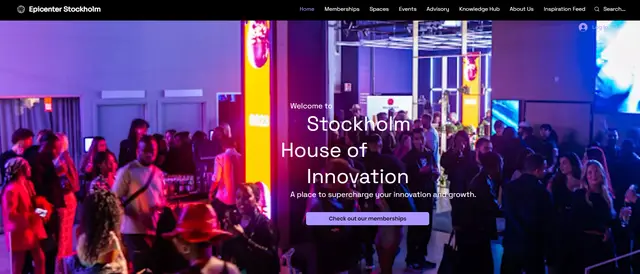 Epicenter Stockholm
Home Memberships Spaces Events Advisory Knowledge Hub About Us Inspiration Feed Search...
Welcome to
Stockholm
House of
Innovation
A place to supercharge your innovation and growth.
Check out our memberships